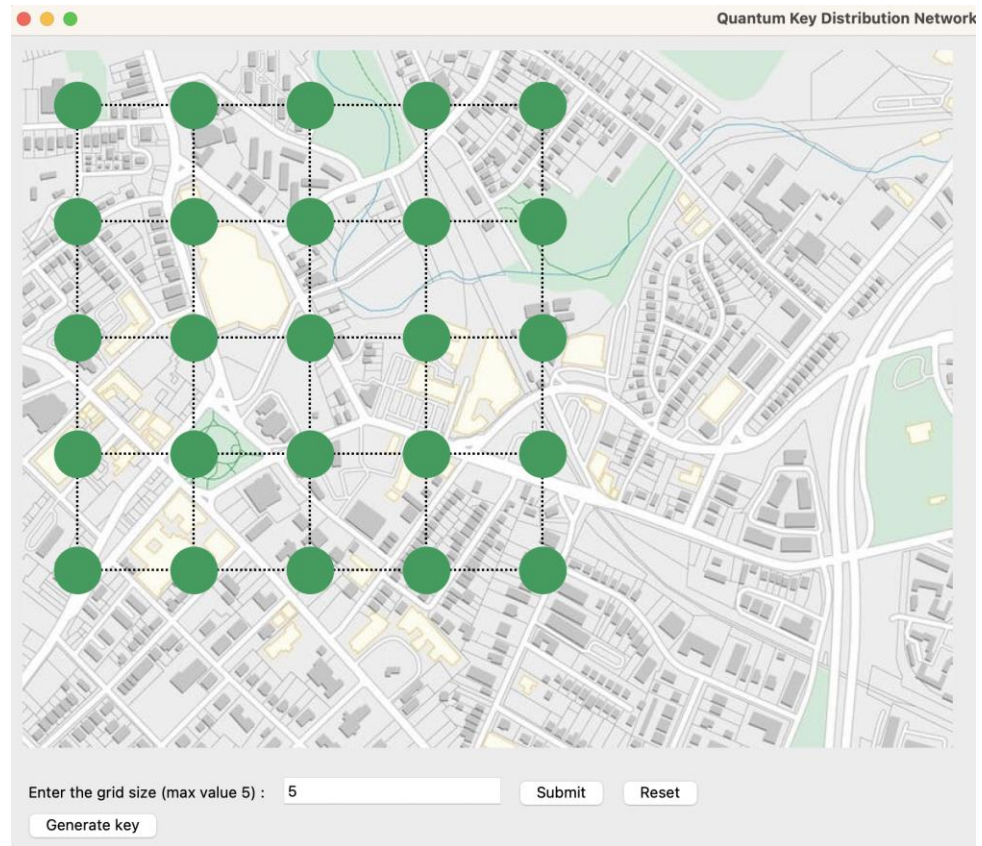 Quantum Key Distribution Network
Enter the grid size (max value 5) : 5 Submit Reset
Generate key